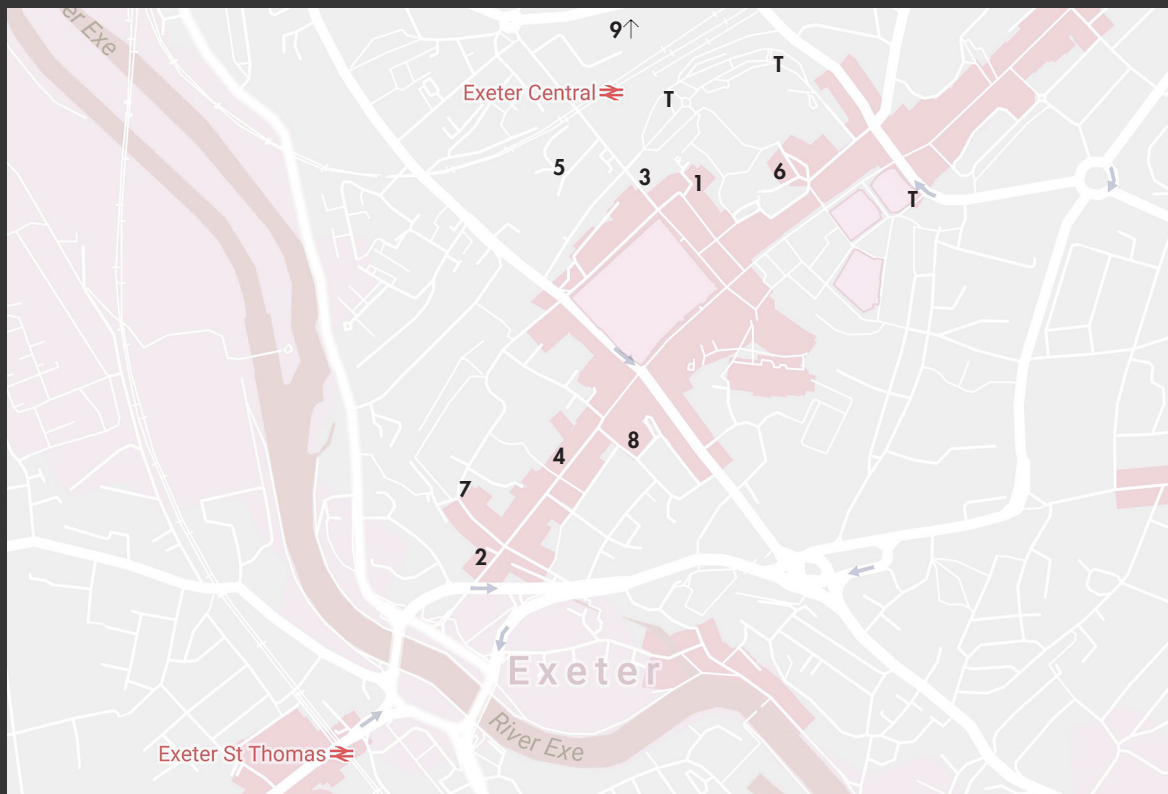 er Exe
9↑
T
Exeter Central
T
5
3
1
6
T
8
4
7
2
Exeter
River Exe
Exeter St Thomas